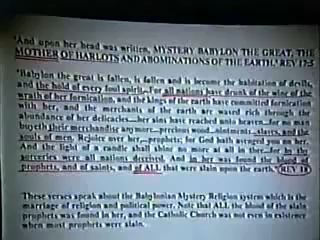 "And upon her head was written, MYSTERY BABYLON THE GREAT, THE
MOTHER OF HARLOTS AND ABOMINATIONS OF THE EARTH." REV 17:5
"Babylon the great is fallen, is fallen and is become the habitation of devils,
and the hold of every foul spirit... For all nations have drunk of the wine of the
wrath of her fornication, and the kings of the earth have committed fornication
with her, and the merchants of the earth are waxed rich through the
abundance of her delicacies—her sins have reached unto heaven—for no man
buyeth their merchandise any more—precious wood...ointments...slaves, and the
souls of men. Rejoice over her...prophets; for God hath avenged you on her.
And the light of a candle shall shine no more at all in thee...for by thy
sorceries were all nations deceived. And in her was found the blood of
prophets, and of saints, and of ALL that were slain upon the earth." (REV 18)
These verses speak about the Babylonian Mystery Religion system which is the
marriage of religion and political power. Note that ALL the blood of the slain
prophets was found in her, and the Catholic Church was not even in existence
when most prophets were slain.